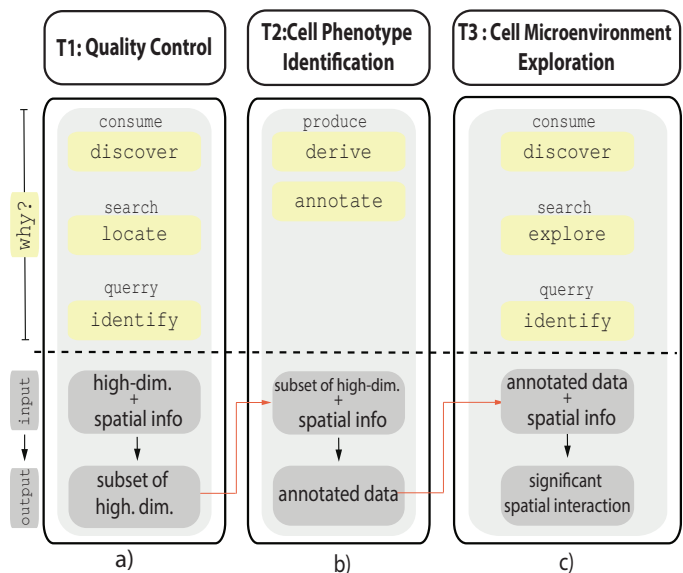 T1: Quality Control
T2:Cell Phenotype
Identification
T3 : Cell Microenvironment
Exploration
why?
consume
discover
search
locate
querry
identify
produce
derive
annotate
consume
discover
search
explore
querry
identify
input
output
high-dim.
+
spatial info
subset of
high. dim.
subset of high-dim.
+
spatial info
annotated data
annotated data
+
spatial info
significant
spatial interaction
a)
b)
c)